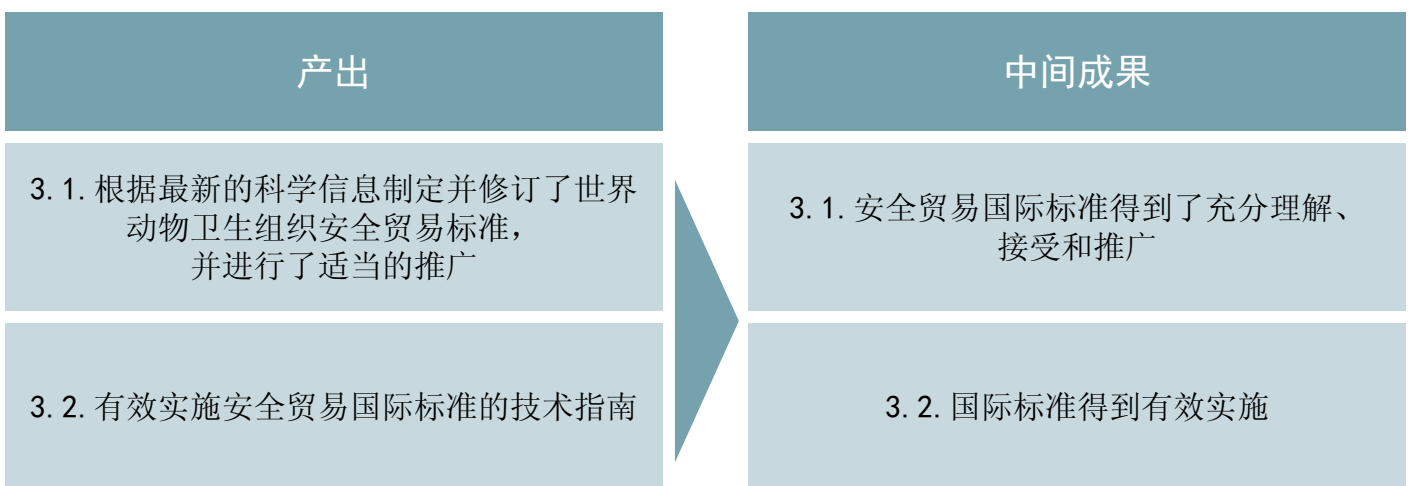 产出
3.1.根据最新的科学信息制定并修订了世界
动物卫生组织安全贸易标准，
并进行了适当的推广
3.2.有效实施安全贸易国际标准的技术指南
中间成果
3.1.安全贸易国际标准得到了充分理解、
接受和推广
3.2.国际标准得到有效实施